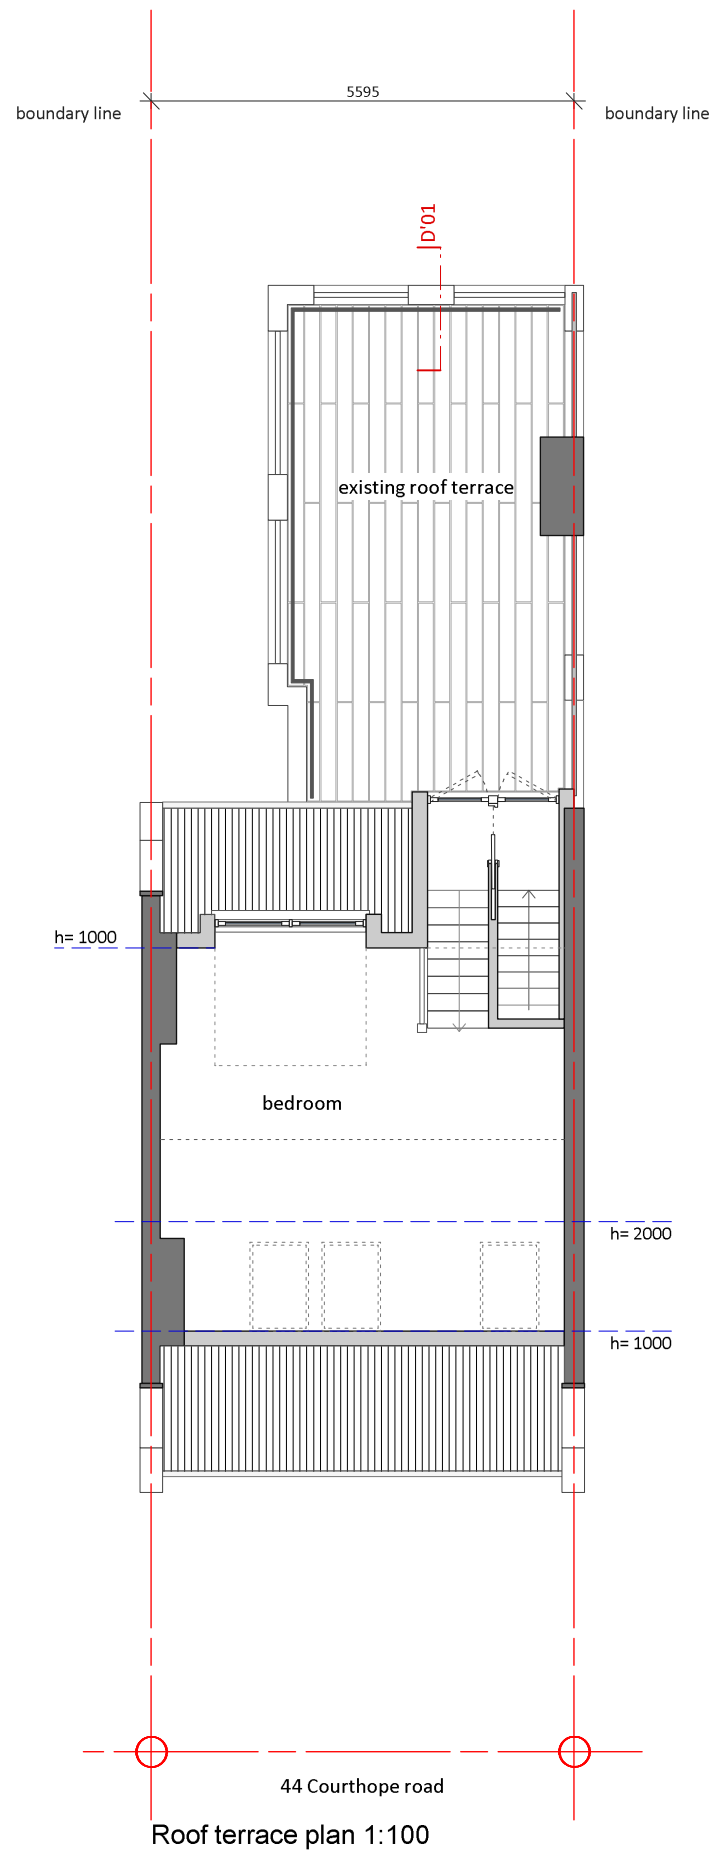 5595
boundary line
boundary line
D'01
existing roof terrace
h= 1000
bedroom
h= 2000
h= 1000
44 Courthope road
Roof terrace plan 1:100